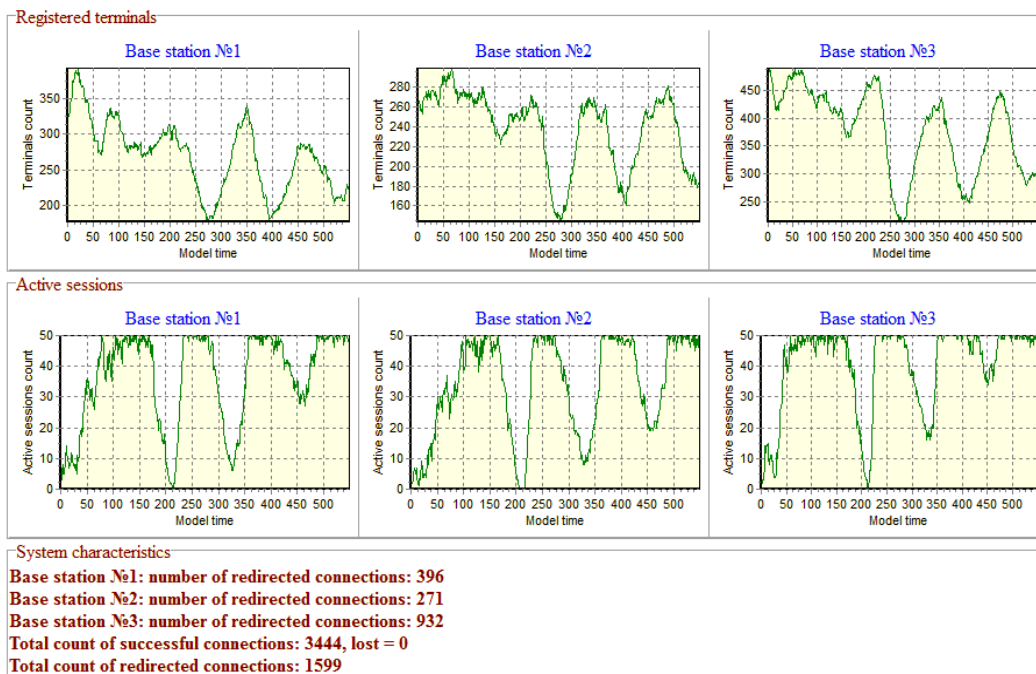 Registered terminals
Base station №1
Base station №2
Base station №3
Terminals count
350
300
250
200
0 50 100 150 200 250 300 350 400 450 500
Model time
Terminals count
280
260
240
220
200
180
160
0 50 100 150 200 250 300 350 400 450 500
Model time
Terminals count
450
400
350
300
250
0 50 100 150 200 250 300 350 400 450 500
Model time
Active sessions
Base station №1
Base station №2
Base station №3
Active sessions count
50
40
30
20
10
0
0 50 100 150 200 250 300 350 400 450 500
Model time
Active sessions count
50
40
30
20
10
0
0 50 100 150 200 250 300 350 400 450 500
Model time
Active sessions count
50
40
30
20
10
0
0 50 100 150 200 250 300 350 400 450 500
Model time
System characteristics
Base station №1: number of redirected connections: 396
Base station №2: number of redirected connections: 271
Base station №3: number of redirected connections: 932
Total count of successful connections: 3444, lost = 0
Total count of redirected connections: 1599